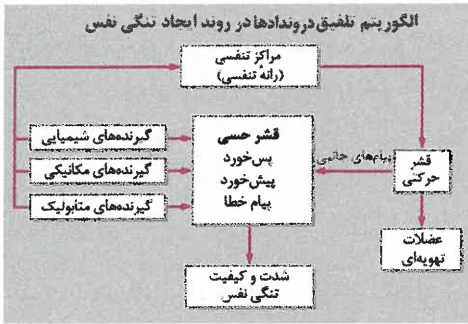 الگوریتم تلفیق درون‌دادها در روند ایجاد تنگی نفس
مراکز تنفسی
(رانهٔ تنفسی)
گیرنده‌های شیمیایی
گیرنده‌های مکانیکی
گیرنده‌های متابولیک
قشر حسی
پس‌خورد
پیش‌خورد
پیام خطا
پیام‌های جانبی
قشر
حرکتی
عضلات
تهویه‌ای
شدت و کیفیت
تنگی نفس